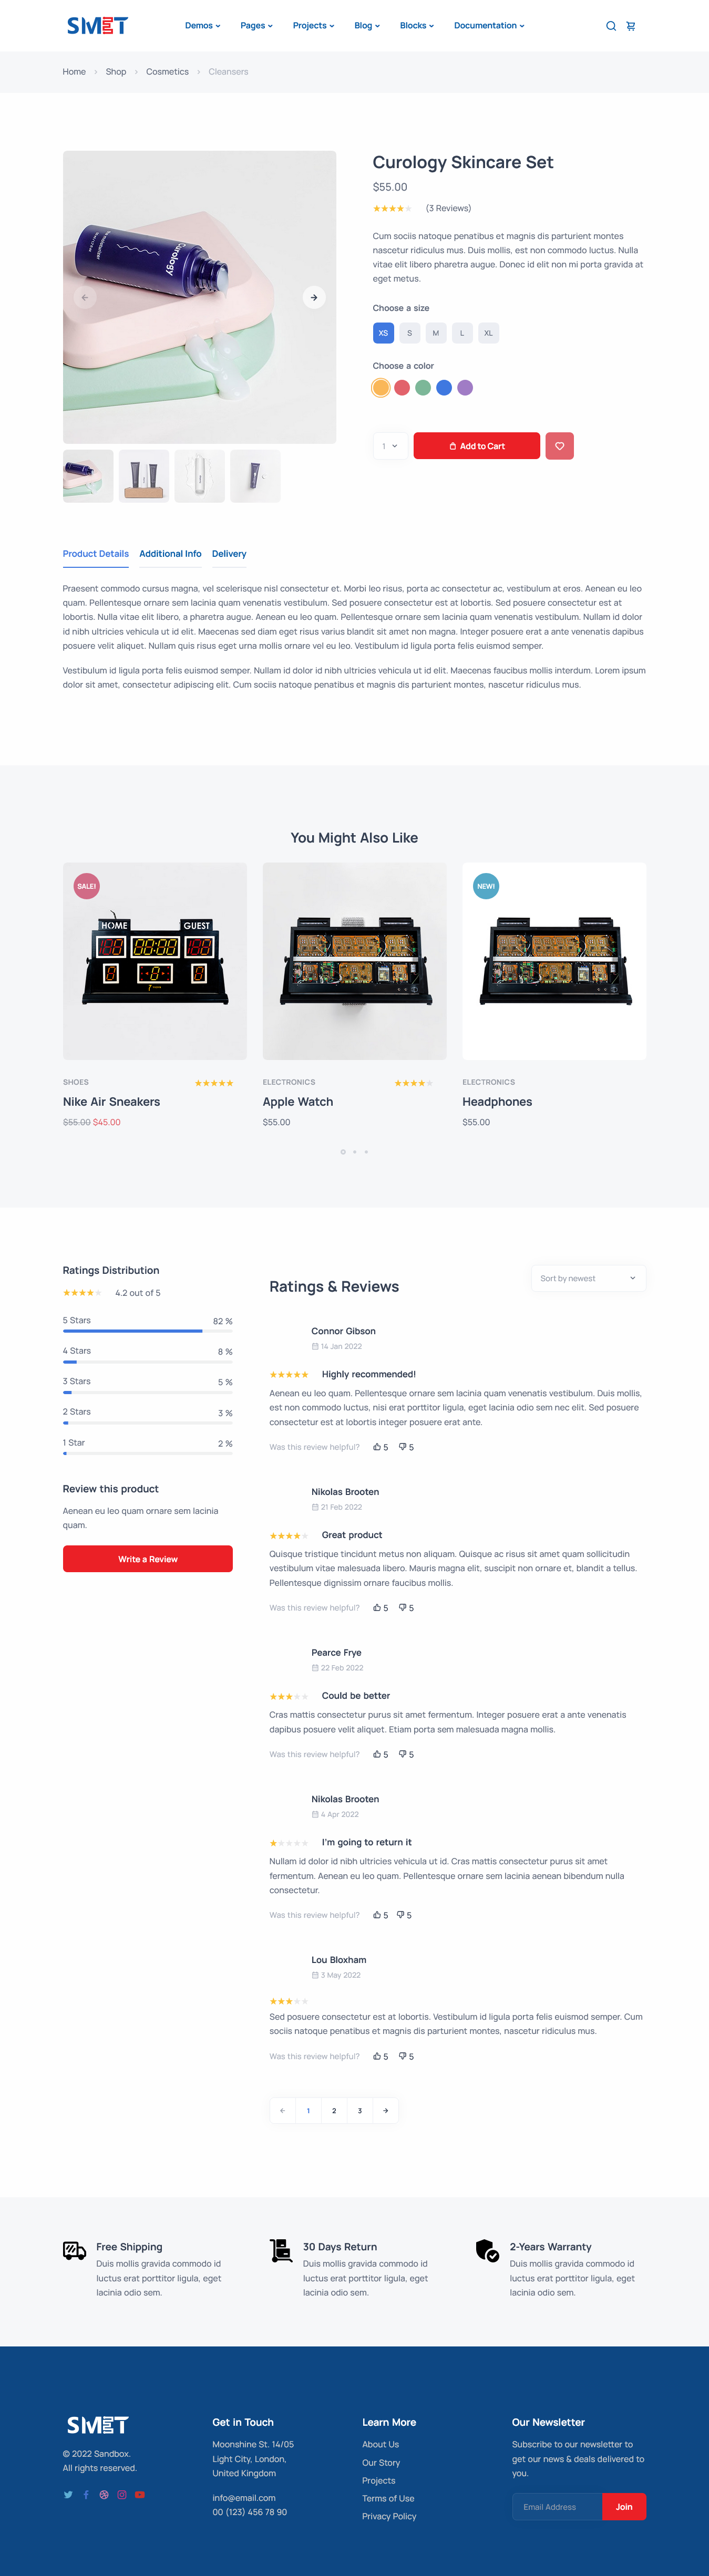 SMET
Demos Pages Projects Blog Blocks Documentation
Home Shop Cosmetics Cleansers
Curology
Curology Skincare Set
$55.00
(3 Reviews)
Cum sociis natoque penatibus et magnis dis parturient montes
nascetur ridiculus mus. Duis mollis, est non commodo luctus. Nulla
vitae elit libero pharetra augue. Donec id elit non mi porta gravida at
eget metus.
Choose a size
XS S M L XL
Choose a color
1 Add to Cart
Product Details Additional Info Delivery
Praesent commodo cursus magna, vel scelerisque nisl consectetur et. Morbi leo risus, porta ac consectetur ac, vestibulum at eros. Aenean eu leo
quam. Pellentesque ornare sem lacinia quam venenatis vestibulum. Sed posuere consectetur est at lobortis. Sed posuere consectetur est at
lobortis. Nulla vitae elit libero, a pharetra augue. Aenean eu leo quam. Pellentesque ornare sem lacinia quam venenatis vestibulum. Nullam id dolor
id nibh ultricies vehicula ut id elit. Maecenas sed diam eget risus varius blandit sit amet non magna. Integer posuere erat a ante venenatis dapibus
posuere velit aliquet. Nullam quis risus eget urna mollis ornare vel eu leo. Vestibulum id ligula porta felis euismod semper.
Vestibulum id ligula porta felis euismod semper. Nullam id dolor id nibh ultricies vehicula ut id elit. Maecenas faucibus mollis interdum. Lorem ipsum
dolor sit amet, consectetur adipiscing elit. Cum sociis natoque penatibus et magnis dis parturient montes, nascetur ridiculus mus.
You Might Also Like
SALE!
HOME GUEST
NEW!
SHOES
Nike Air Sneakers
$55.00 $45.00
ELECTRONICS
Apple Watch
$55.00
ELECTRONICS
Headphones
$55.00
Ratings Distribution
4.2 out of 5
5 Stars 82 %
4 Stars 8 %
3 Stars 5 %
2 Stars 3 %
1 Star 2 %
Review this product
Aenean eu leo quam ornare sem lacinia
quam.
Write a Review
Ratings & Reviews
Sort by newest
Connor Gibson
14 Jan 2022
Highly recommended!
Aenean eu leo quam. Pellentesque ornare sem lacinia quam venenatis vestibulum. Duis mollis,
est non commodo luctus, nisi erat porttitor ligula, eget lacinia odio sem nec elit. Sed posuere
consectetur est at lobortis integer posuere erat ante.
Was this review helpful? 5 5
Nikolas Brooten
21 Feb 2022
Great product
Quisque tristique tincidunt metus non aliquam. Quisque ac risus sit amet quam sollicitudin
vestibulum vitae malesuada libero. Mauris magna elit, suscipit non ornare et, blandit a tellus.
Pellentesque dignissim ornare faucibus mollis.
Was this review helpful? 5 5
Pearce Frye
22 Feb 2022
Could be better
Cras mattis consectetur purus sit amet fermentum. Integer posuere erat a ante venenatis
dapibus posuere velit aliquet. Etiam porta sem malesuada magna mollis.
Was this review helpful? 5 5
Nikolas Brooten
4 Apr 2022
I'm going to return it
Nullam id dolor id nibh ultricies vehicula ut id. Cras mattis consectetur purus sit amet
fermentum. Aenean eu leo quam. Pellentesque ornare sem lacinia aenean bibendum nulla
consectetur.
Was this review helpful? 5 5
Lou Bloxham
3 May 2022
Sed posuere consectetur est at lobortis. Vestibulum id ligula porta felis euismod semper. Cum
sociis natoque penatibus et magnis dis parturient montes, nascetur ridiculus mus.
Was this review helpful? 5 5
1 2 3
Free Shipping
Duis mollis gravida commodo id
luctus erat porttitor ligula, eget
lacinia odio sem.
30 Days Return
Duis mollis gravida commodo id
luctus erat porttitor ligula, eget
lacinia odio sem.
2-Years Warranty
Duis mollis gravida commodo id
luctus erat porttitor ligula, eget
lacinia odio sem.
SMET
© 2022 Sandbox.
All rights reserved.
Get in Touch
Moonshine St. 14/05
Light City, London,
United Kingdom
info@email.com
00 (123) 456 78 90
Learn More
About Us
Our Story
Projects
Terms of Use
Privacy Policy
Our Newsletter
Subscribe to our newsletter to
get our news & deals delivered to
you.
Email Address Join